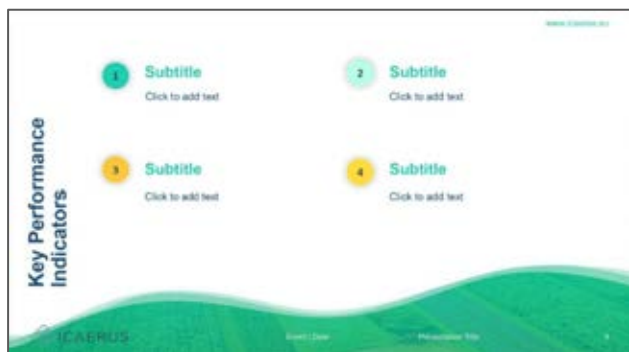 WWW.ICAERUS.EU
1
Subtitle
Click to add text
2
Subtitle
Click to add text
3
Subtitle
Click to add text
4
Subtitle
Click to add text
Key Performance
Indicators
ICAERUS
Event | Date
Presentation Title